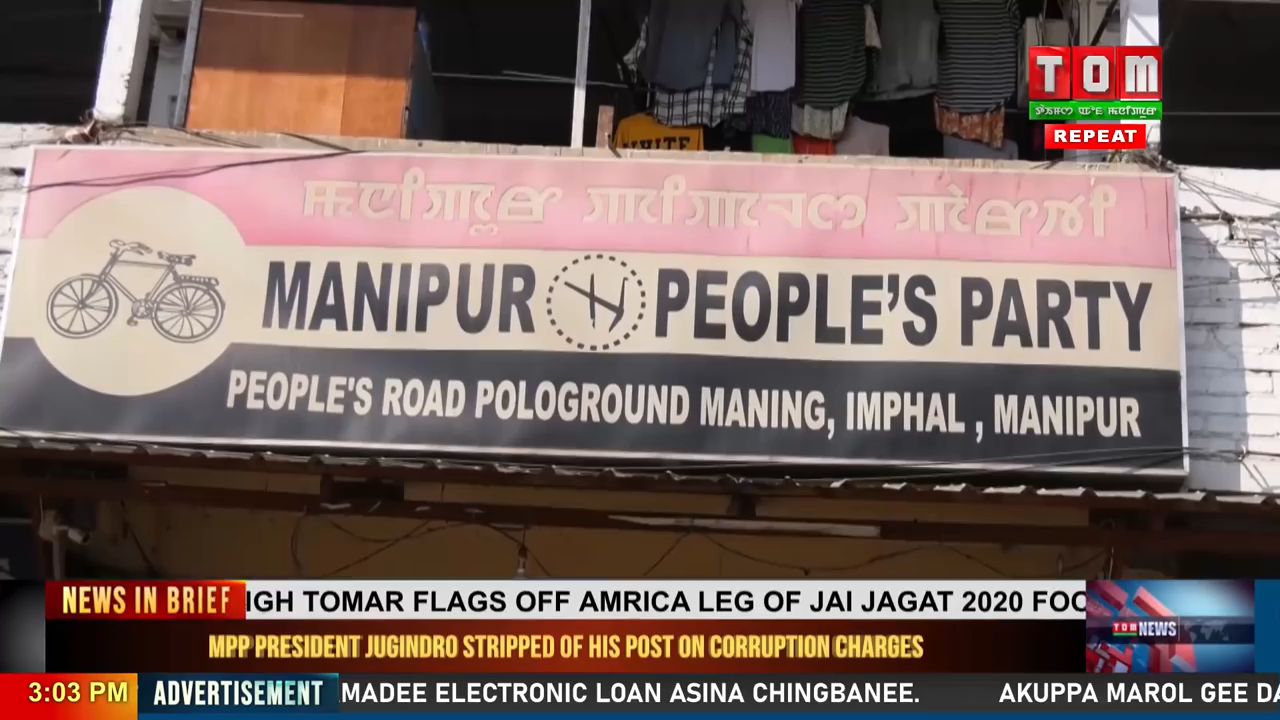 TOM
REPEAT
WHITE
MANIPUR PEOPLE'S PARTY
PEOPLE'S ROAD POLOGROUND MANING, IMPHAL , MANIPUR
NEWS IN BRIEF
IGH TOMAR FLAGS OFF AMRICA LEG OF JAI JAGAT 2020 FOC
TOM NEWS
MPP PRESIDENT JUGINDRO STRIPPED OF HIS POST ON CORRUPTION CHARGES
3:03 PM
ADVERTISEMENT
MADEE ELECTRONIC LOAN ASINA CHINGBANEE. AKUPPA MAROL GEE DA